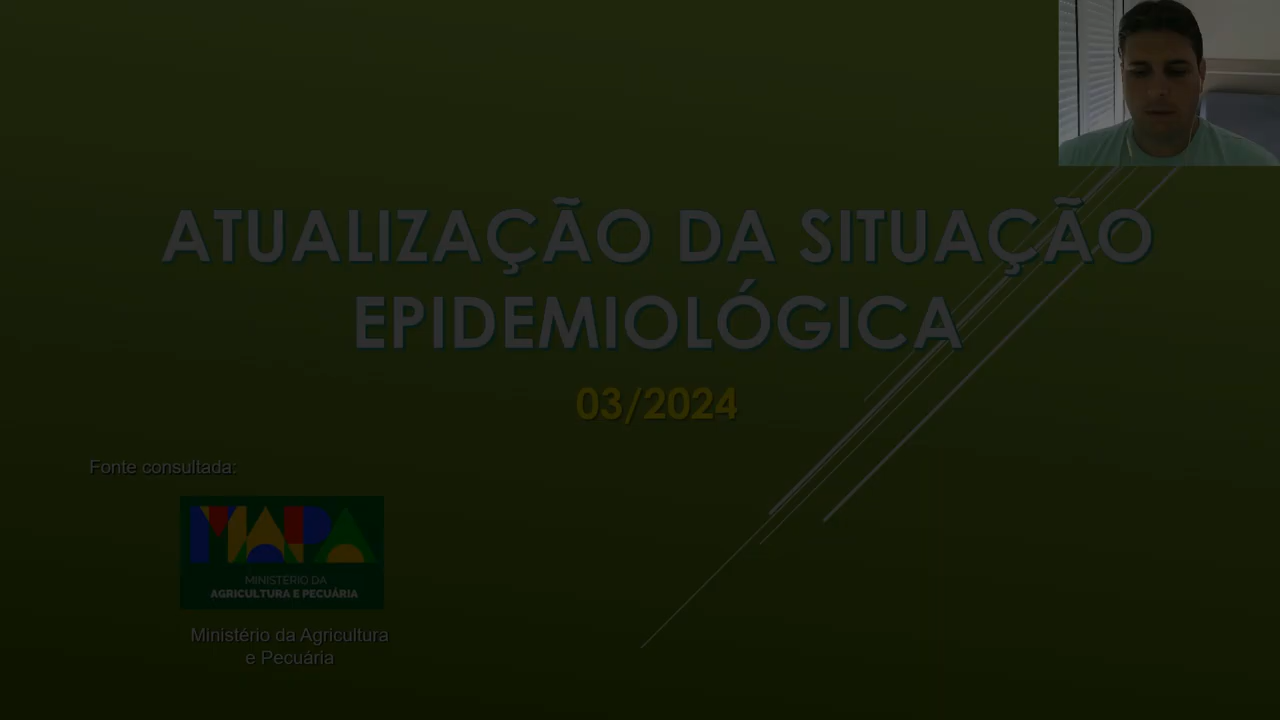 ATUALIZAÇÃO DA SITUAÇÃO
EPIDEMIOLÓGICA
03/2024
Fonte consultada:
MAPA
MINISTÉRIO DA
AGRICULTURA E PECUÁRIA
Ministério da Agricultura
e Pecuária